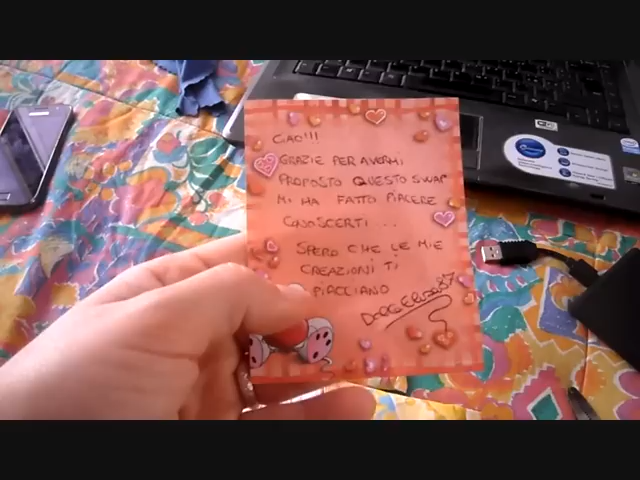 CIAO!!!
GRAZIE PER AVERMI
PROPOSTO QUESTO SWAP
MI HA FATTO PIACERE
CONOSCERTI...
SPERO CHE LE MIE
CREAZIONI TI
PIACCIANO